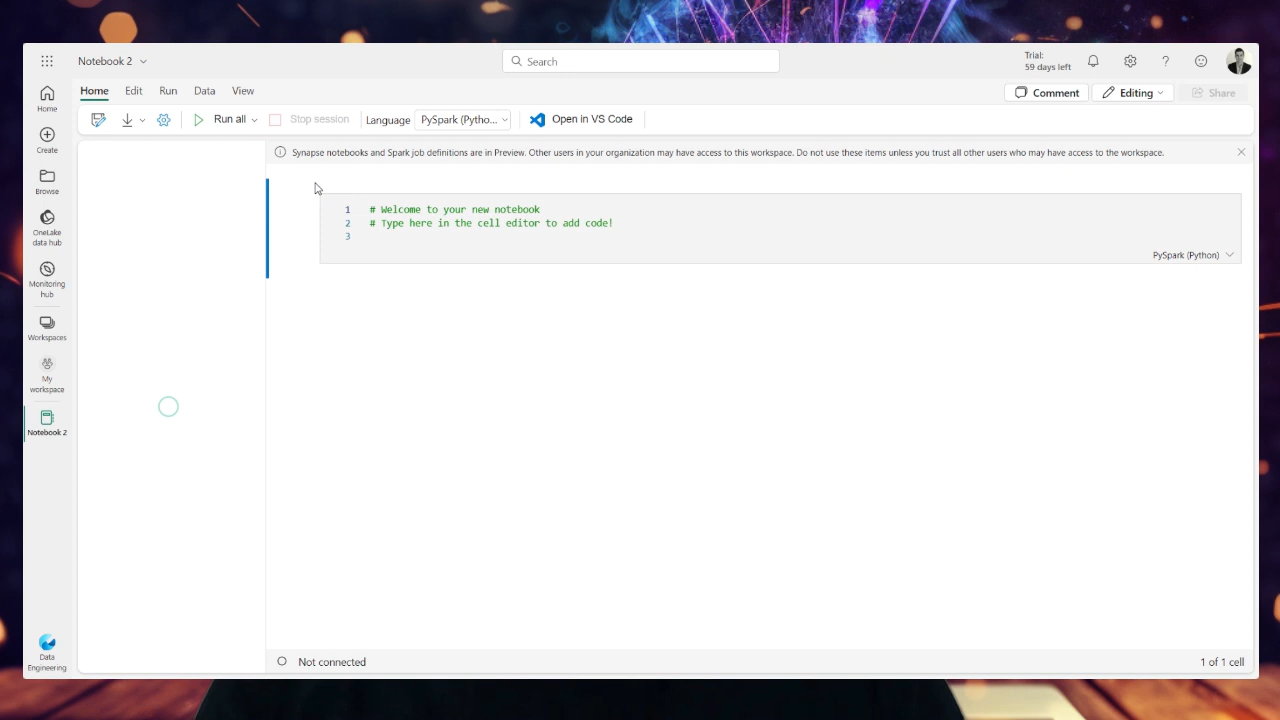 Notebook 2
Search
Trial:
59 days left
Home Edit Run Data View
Comment
Editing
Share
Run all
Stop session
Language
PySpark (Pytho...
Open in VS Code
Home
Create
Browse
OneLake
data hub
Monitoring
hub
Workspaces
My
workspace
Notebook 2
Data
Engineering
Synapse notebooks and Spark job definitions are in Preview. Other users in your organization may have access to this workspace. Do not use these items unless you trust all other users who may have access to the workspace.
1 # Welcome to your new notebook
2 # Type here in the cell editor to add code!
3
PySpark (Python)
Not connected
1 of 1 cell